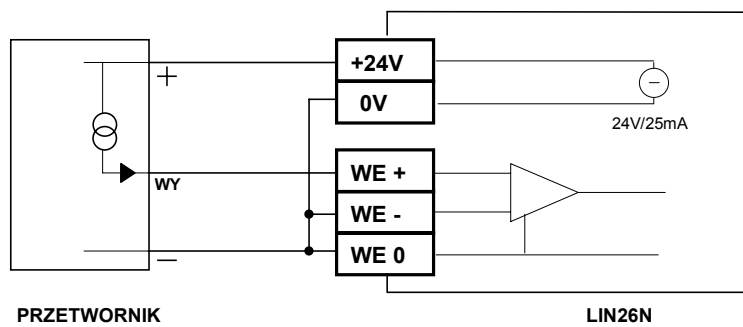 +24V
+
0V
24V/25mA
WE +
WY
WE -
WE 0
PRZETWORNIK
LIN26N